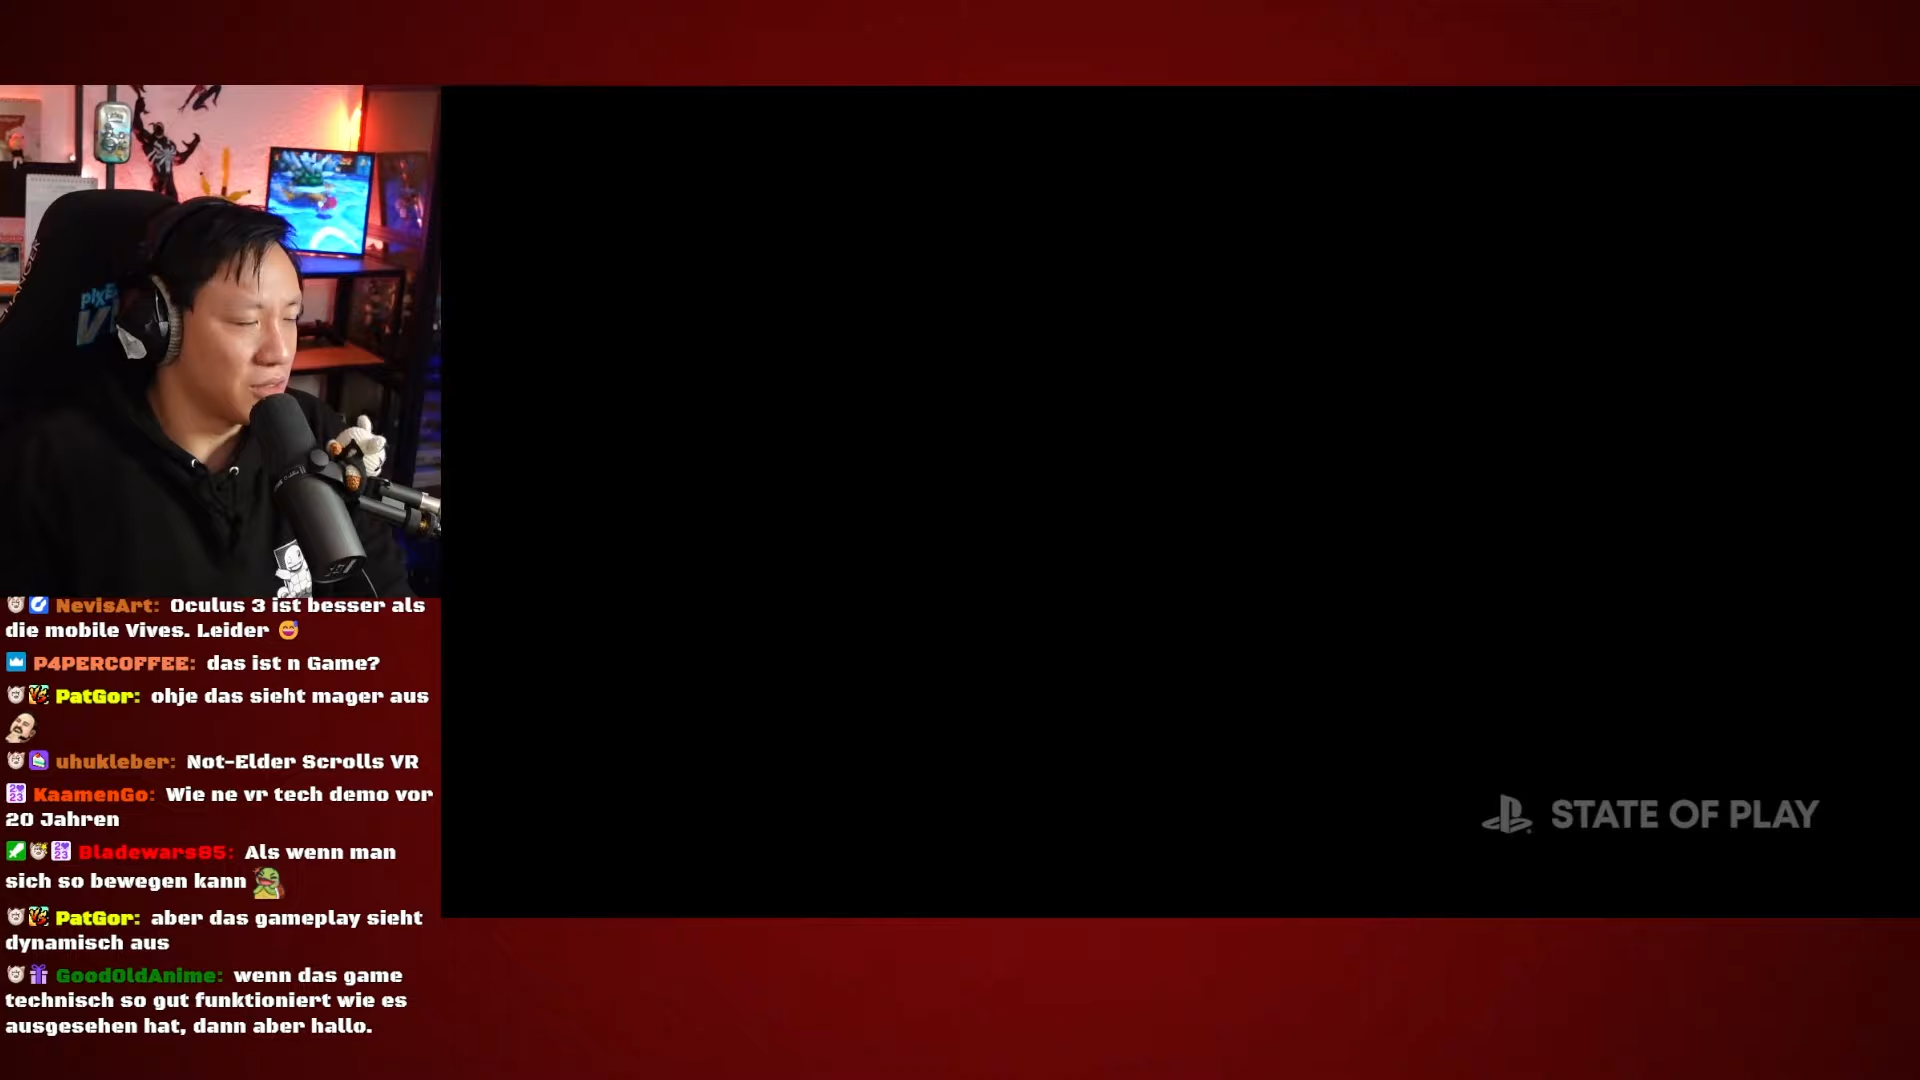 NevisArt: Oculus 3 ist besser als
die mobile Vives. Leider
P4PERCOFFEE: das ist n Game?
PatGor: ohje das sieht mager aus
uhukleber: Not-Elder Scrolls VR
KaamenGo: Wie ne vr tech demo vor
20 Jahren
Bladewars85: Als wenn man
sich so bewegen kann
PatGor: aber das gameplay sieht
dynamisch aus
GoodOldAnime: wenn das game
technisch so gut funktioniert wie es
ausgesehen hat, dann aber hallo.
STATE OF PLAY